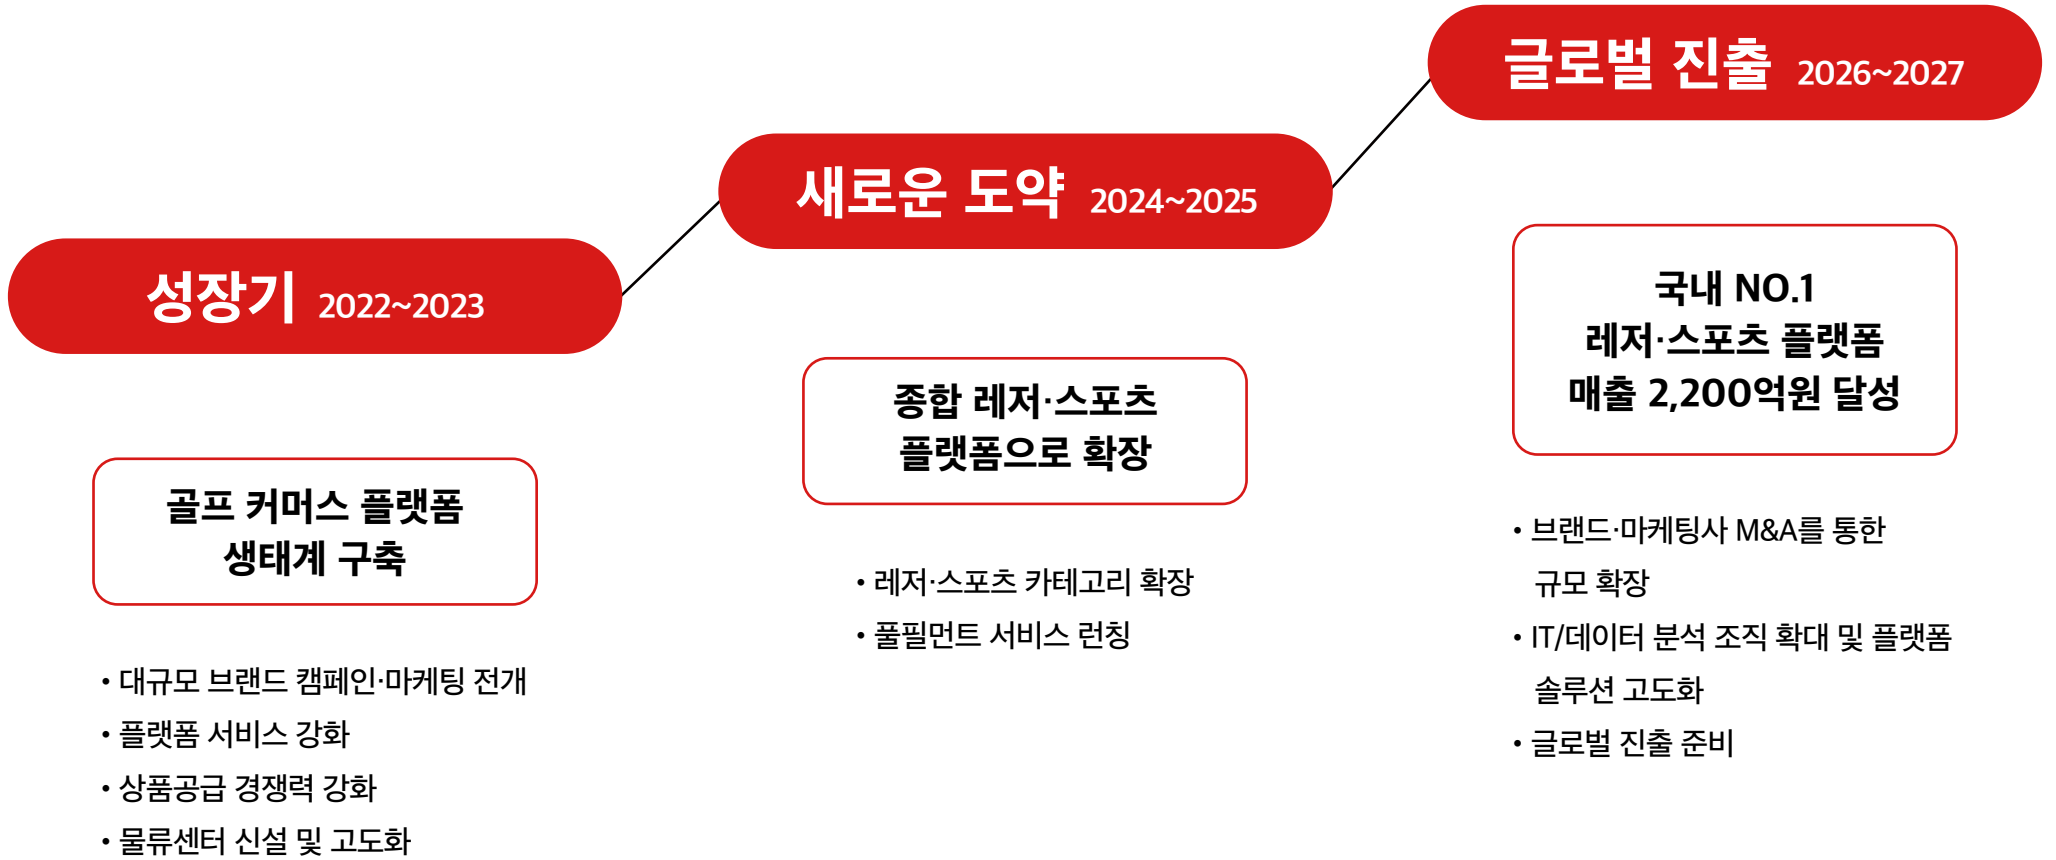 성장기 2022~2023
골프 커머스 플랫폼
생태계 구축
• 대규모 브랜드 캠페인·마케팅 전개
• 플랫폼 서비스 강화
• 상품공급 경쟁력 강화
• 물류센터 신설 및 고도화
새로운 도약 2024~2025
종합 레저·스포츠
플랫폼으로 확장
• 레저·스포츠 카테고리 확장
• 풀필먼트 서비스 런칭
글로벌 진출 2026~2027
국내 NO.1
레저·스포츠 플랫폼
매출 2,200억원 달성
• 브랜드·마케팅사 M&A를 통한
규모 확장
• IT/데이터 분석 조직 확대 및 플랫폼
솔루션 고도화
• 글로벌 진출 준비